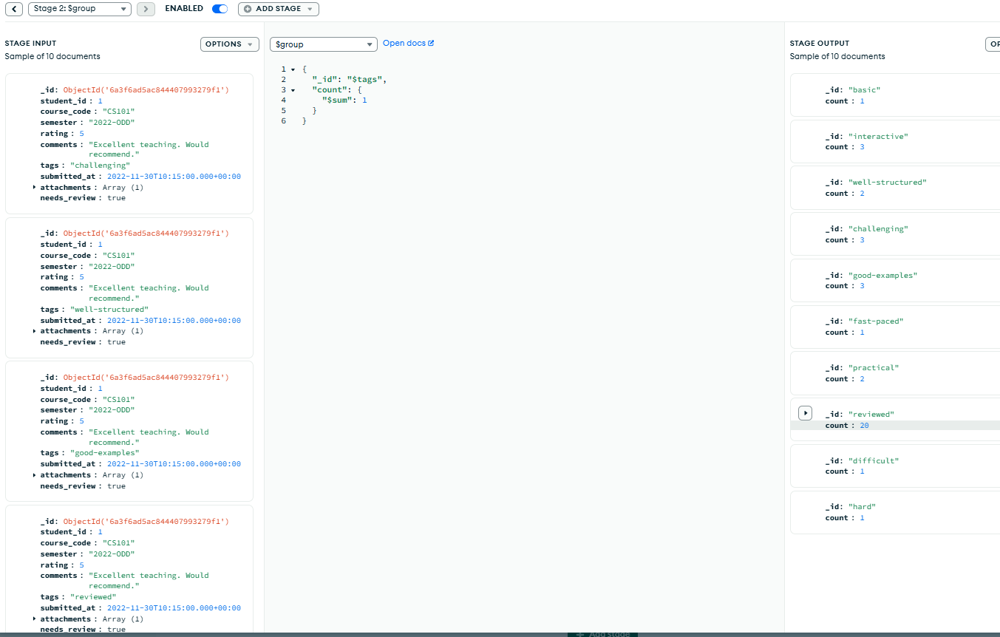 Stage 2: $group
ENABLED
ADD STAGE
STAGE INPUT
Sample of 10 documents
OPTIONS
_id: ObjectId('6a3f6ad5ac844407993279f1')
student_id : 1
course_code : "CS101"
semester : "2022-ODD"
rating : 5
comments : "Excellent teaching. Would
recommend."
tags : "challenging"
submitted_at : 2022-11-30T10:15:00.000+00:00
attachments : Array (1)
needs_review : true
_id: ObjectId('6a3f6ad5ac844407993279f1')
student_id : 1
course_code : "CS101"
semester : "2022-ODD"
rating : 5
comments : "Excellent teaching. Would
recommend."
tags : "well-structured"
submitted_at : 2022-11-30T10:15:00.000+00:00
attachments : Array (1)
needs_review : true
_id: ObjectId('6a3f6ad5ac844407993279f1')
student_id : 1
course_code : "CS101"
semester : "2022-ODD"
rating : 5
comments : "Excellent teaching. Would
recommend."
tags : "good-examples"
submitted_at : 2022-11-30T10:15:00.000+00:00
attachments : Array (1)
needs_review : true
_id: ObjectId('6a3f6ad5ac844407993279f1')
student_id : 1
course_code : "CS101"
semester : "2022-ODD"
rating : 5
comments : "Excellent teaching. Would
recommend."
tags : "reviewed"
submitted_at : 2022-11-30T10:15:00.000+00:00
attachments : Array (1)
needs_review : true
$group
Open docs
1 {
2 "_id": "$tags",
3 "count": {
4 "$sum": 1
5 }
6 }
STAGE OUTPUT
Sample of 10 documents
OP
_id: "basic"
count : 1
_id: "interactive"
count : 3
_id: "well-structured"
count : 2
_id: "challenging"
count : 3
_id: "good-examples"
count : 3
_id: "fast-paced"
count : 1
_id: "practical"
count : 2
_id: "reviewed"
count : 20
_id: "difficult"
count : 1
_id: "hard"
count : 1
Add stage